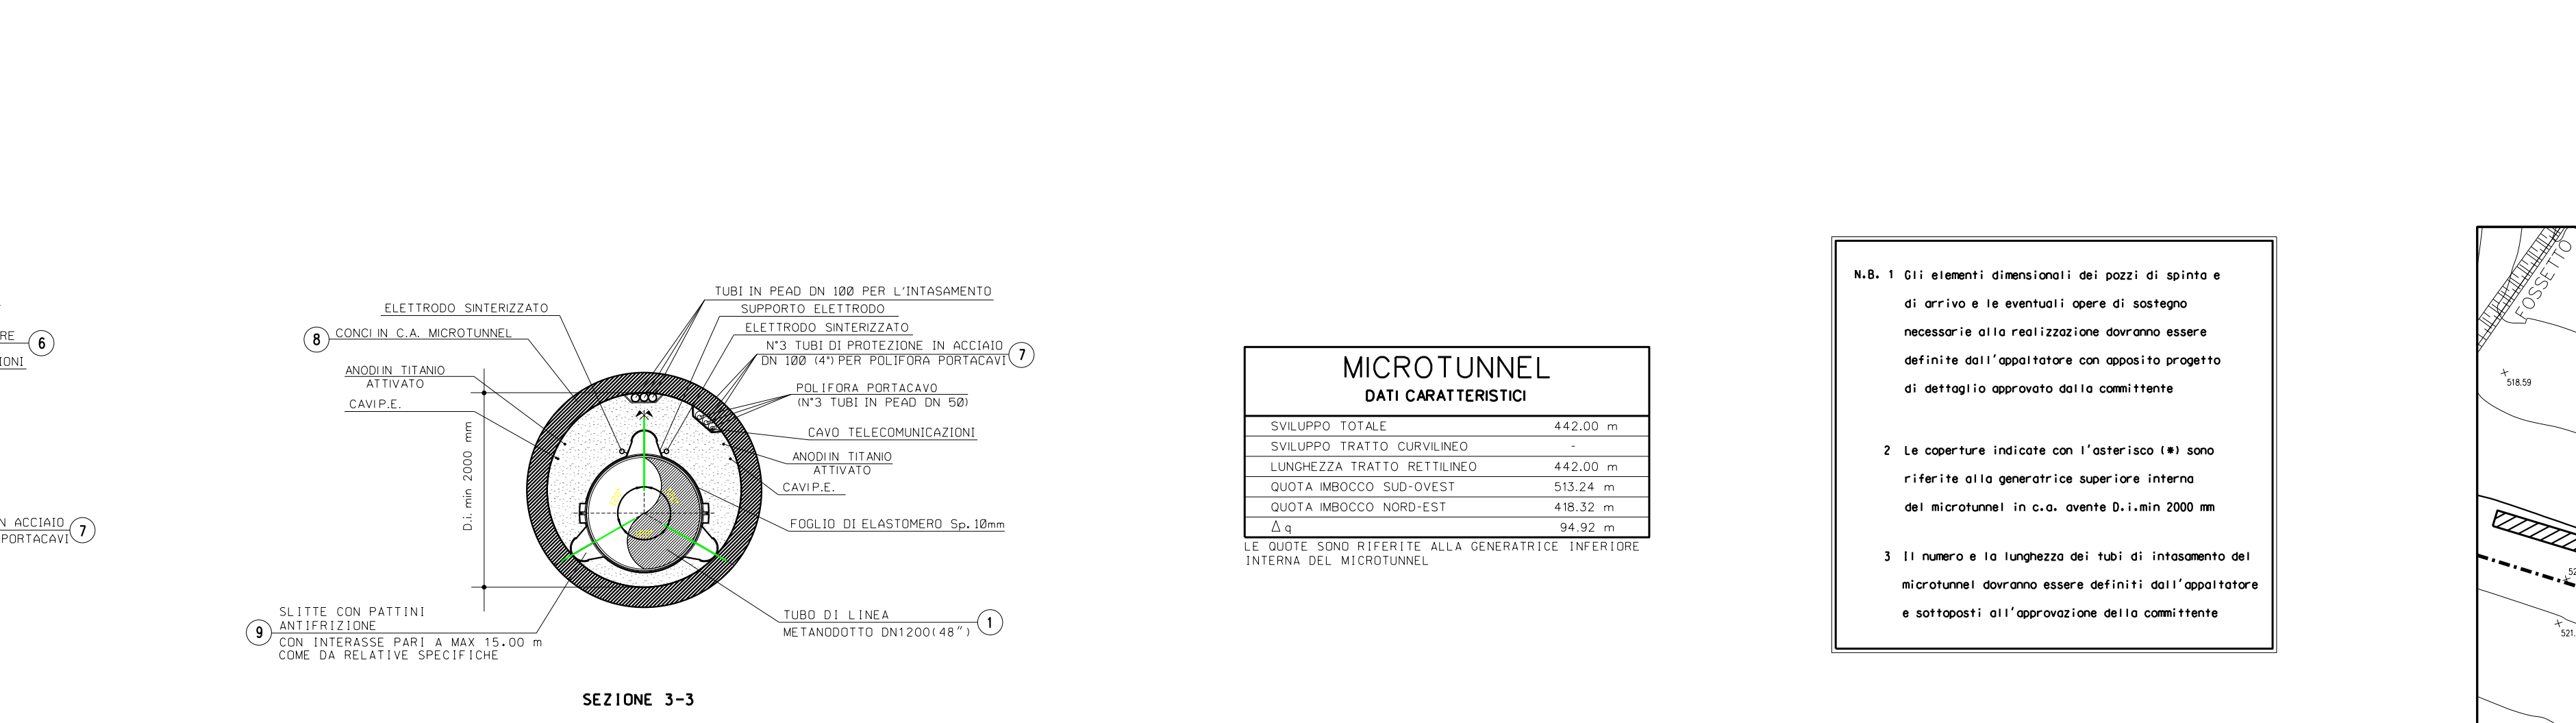 RE
6
IONI
N ACCIAIO
PORTACAVI
7
ELETTRODO SINTERIZZATO
8
CONCI IN C.A. MICROTUNNEL
ANODI IN TITANIO
ATTIVATO
CAVI P.E.
D.i. min 2000 mm
9
SLITTE CON PATTINI
ANTIFRIZIONE
CON INTERASSE PARI A MAX 15.00 m
COME DA RELATIVE SPECIFICHE
TUBI IN PEAD DN 100 PER L'INTASAMENTO
SUPPORTO ELETTRODO
ELETTRODO SINTERIZZATO
N°3 TUBI DI PROTEZIONE IN ACCIAIO
DN 100 (4") PER POLIFORA PORTACAVI
7
POLIFORA PORTACAVO
(N°3 TUBI IN PEAD DN 50)
CAVO TELECOMUNICAZIONI
ANODI IN TITANIO
ATTIVATO
CAVI P.E.
FOGLIO DI ELASTOMERO Sp.10mm
TUBO DI LINEA
1
METANODOTTO DN1200(48")
SEZIONE 3-3
MICROTUNNEL
DATI CARATTERISTICI
SVILUPPO TOTALE 442.00 m
SVILUPPO TRATTO CURVILINEO -
LUNGHEZZA TRATTO RETTILINEO 442.00 m
QUOTA IMBOCCO SUD-OVEST 513.24 m
QUOTA IMBOCCO NORD-EST 418.32 m
Δq 94.92 m
LE QUOTE SONO RIFERITE ALLA GENERATRICE INFERIORE
INTERNA DEL MICROTUNNEL
N.B. 1 Gli elementi dimensionali dei pozzi di spinta e
di arrivo e le eventuali opere di sostegno
necessarie alla realizzazione dovranno essere
definite dall'appaltatore con apposito progetto
di dettaglio approvato dalla committente
2 Le coperture indicate con l'asterisco (*) sono
riferite alla generatrice superiore interna
del microtunnel in c.a. avente D.i.min 2000 mm
3 Il numero e la lunghezza dei tubi di intasamento del
microtunnel dovranno essere definiti dall'appaltatore
e sottoposti all'approvazione della committente
FOSSETTO
518.59
52
521.